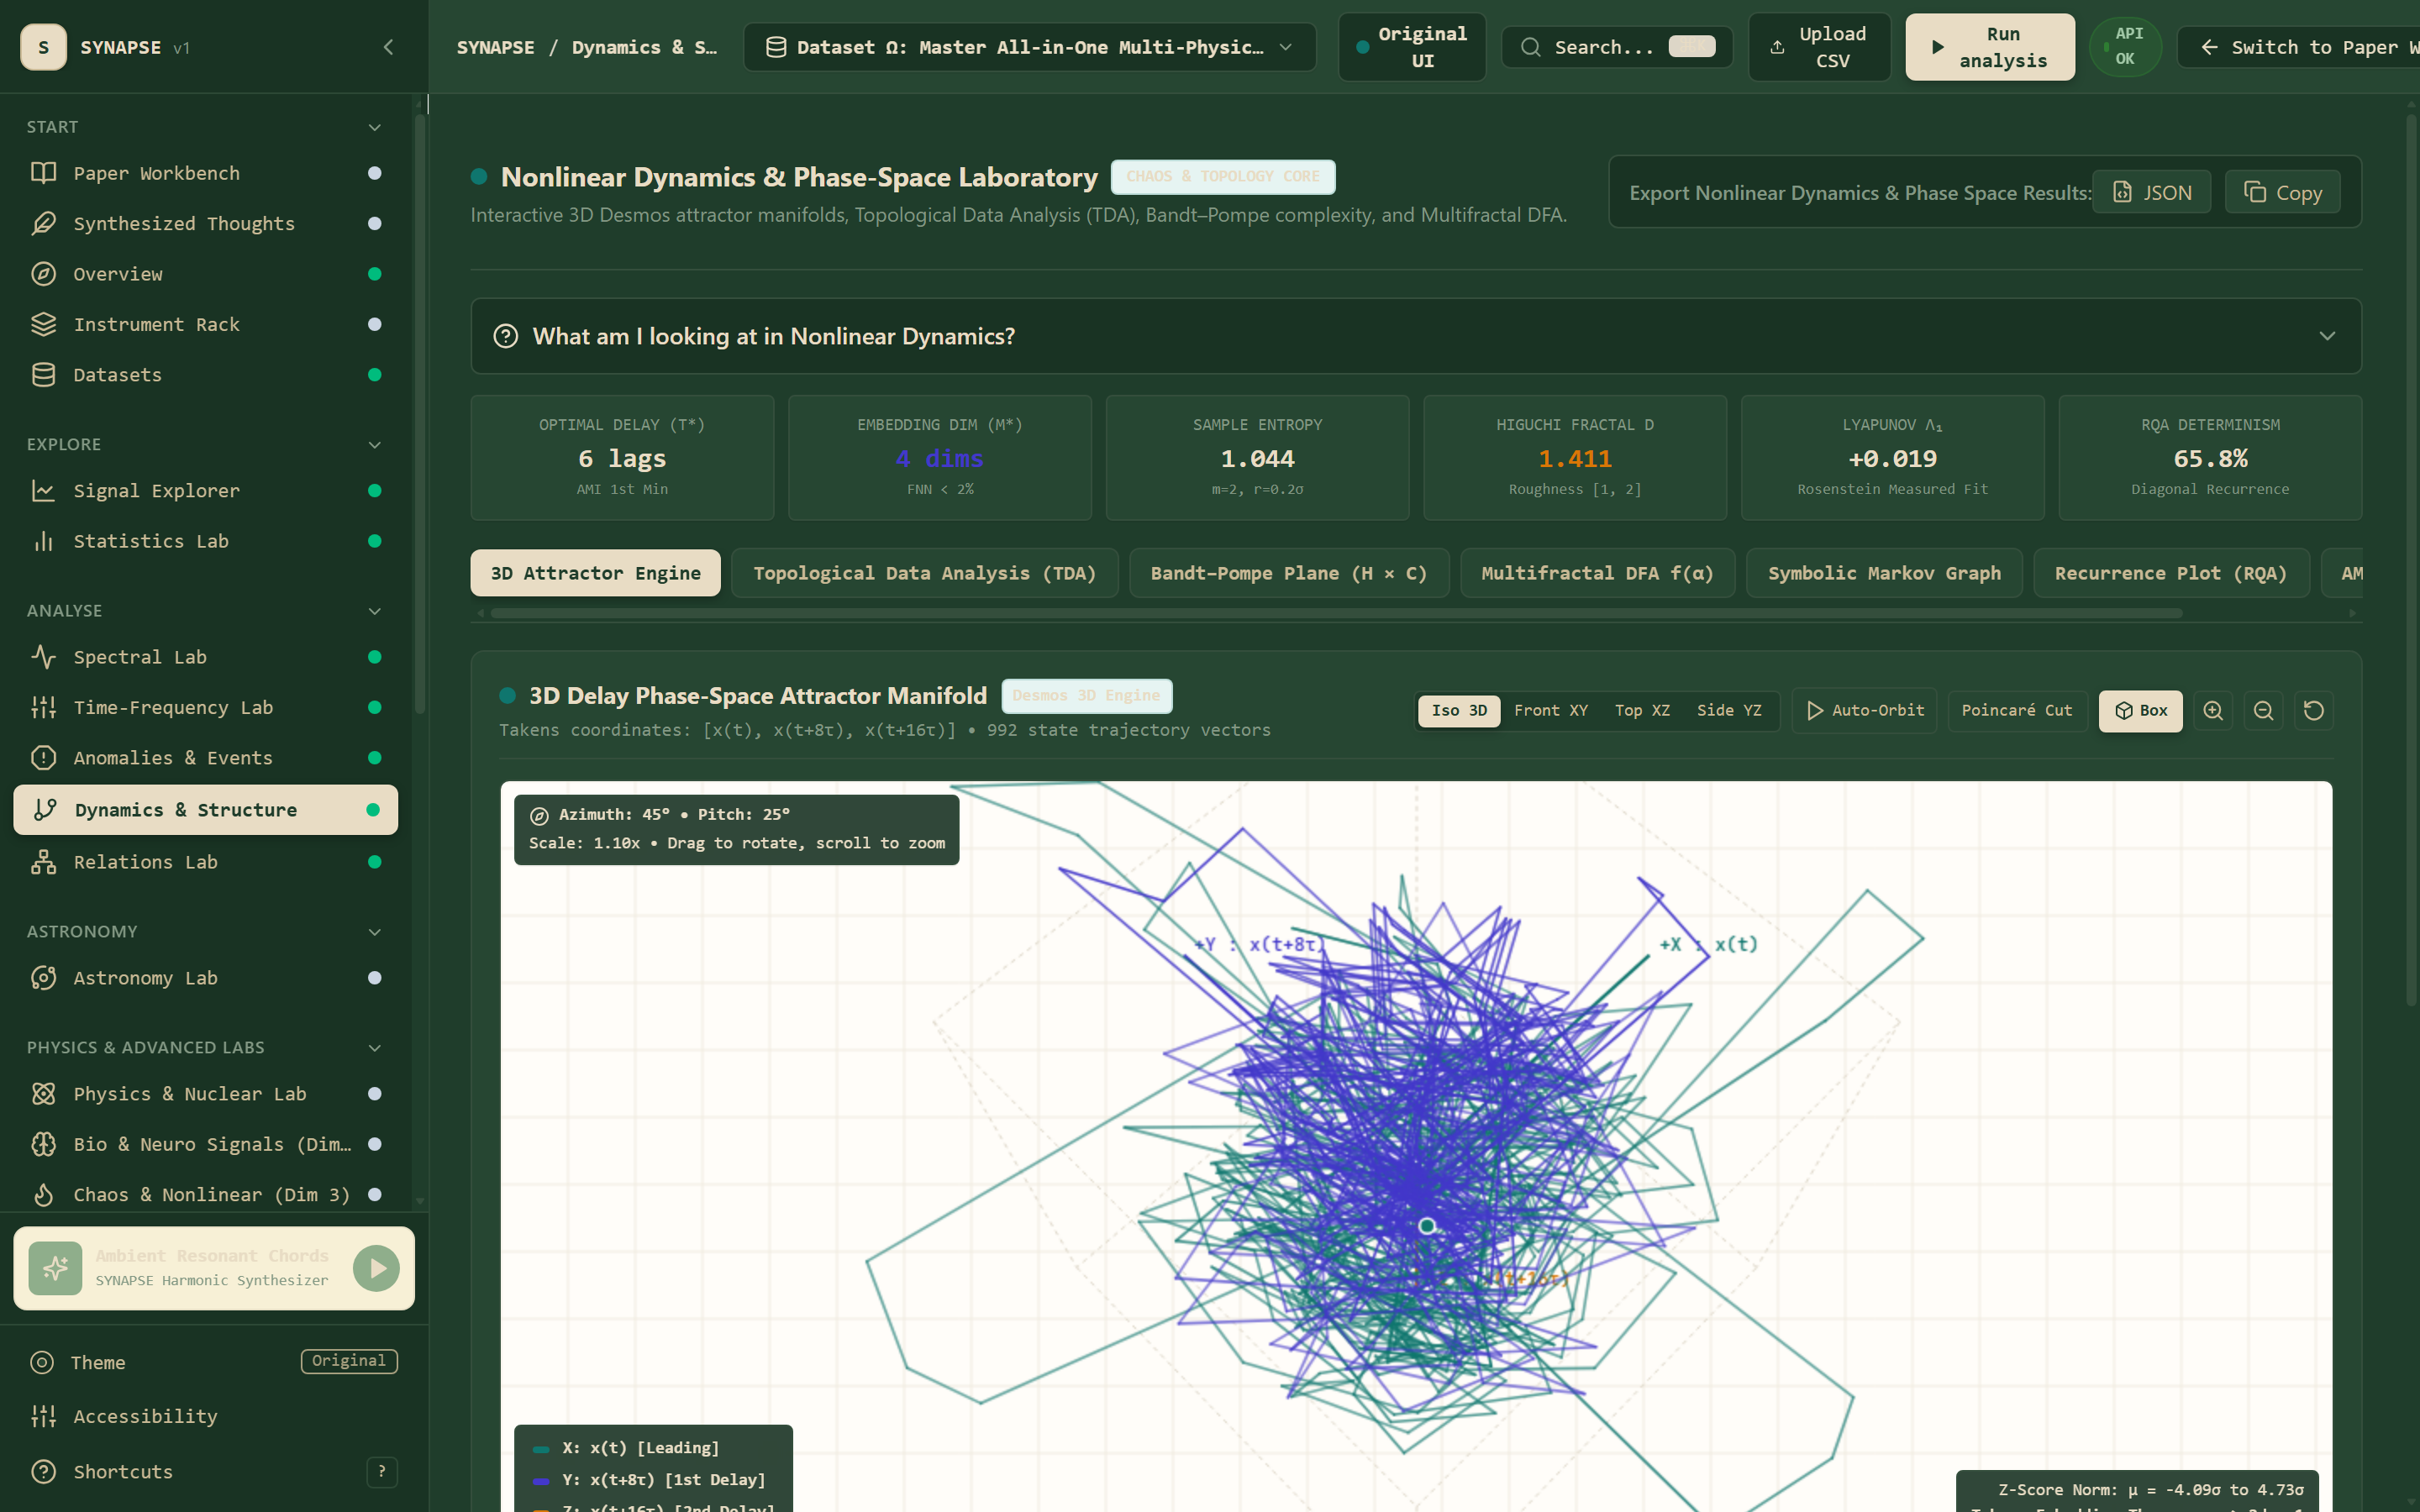 S SYNAPSE v1
START
Paper Workbench
Synthesized Thoughts
Overview
Instrument Rack
Datasets
EXPLORE
Signal Explorer
Statistics Lab
ANALYSE
Spectral Lab
Time-Frequency Lab
Anomalies & Events
Dynamics & Structure
Relations Lab
ASTRONOMY
Astronomy Lab
PHYSICS & ADVANCED LABS
Physics & Nuclear Lab
Bio & Neuro Signals (Dim…
Chaos & Nonlinear (Dim 3)
Ambient Resonant Chords
SYNAPSE Harmonic Synthesizer
Theme Original
Accessibility
Shortcuts ?
SYNAPSE / Dynamics & S…
Dataset Ω: Master All-in-One Multi-Physic…
Original
UI
Search...
Upload
CSV
Run
analysis
API
OK
Switch to Paper W
Nonlinear Dynamics & Phase-Space Laboratory CHAOS & TOPOLOGY CORE
Interactive 3D Desmos attractor manifolds, Topological Data Analysis (TDA), Bandt–Pompe complexity, and Multifractal DFA.
Export Nonlinear Dynamics & Phase Space Results: JSON Copy
What am I looking at in Nonlinear Dynamics?
OPTIMAL DELAY (Τ*)
6 lags
AMI 1st Min
EMBEDDING DIM (M*)
4 dims
FNN < 2%
SAMPLE ENTROPY
1.044
m=2, r=0.2σ
HIGUCHI FRACTAL D
1.411
Roughness [1, 2]
LYAPUNOV Λ₁
+0.019
Rosenstein Measured Fit
RQA DETERMINISM
65.8%
Diagonal Recurrence
3D Attractor Engine Topological Data Analysis (TDA) Bandt–Pompe Plane (H × C) Multifractal DFA f(α) Symbolic Markov Graph Recurrence Plot (RQA) AM
3D Delay Phase-Space Attractor Manifold Desmos 3D Engine
Takens coordinates: [x(t), x(t+8τ), x(t+16τ)] • 992 state trajectory vectors
Iso 3D Front XY Top XZ Side YZ Auto-Orbit Poincaré Cut Box
Azimuth: 45° • Pitch: 25°
Scale: 1.10x • Drag to rotate, scroll to zoom
+Y : x(t+8τ)
+X : x(t)
X: x(t) [Leading]
Y: x(t+8τ) [1st Delay]
Z: x(t+16τ) [2nd Delay]
Z-Score Norm: μ = -4.09σ to 4.73σ